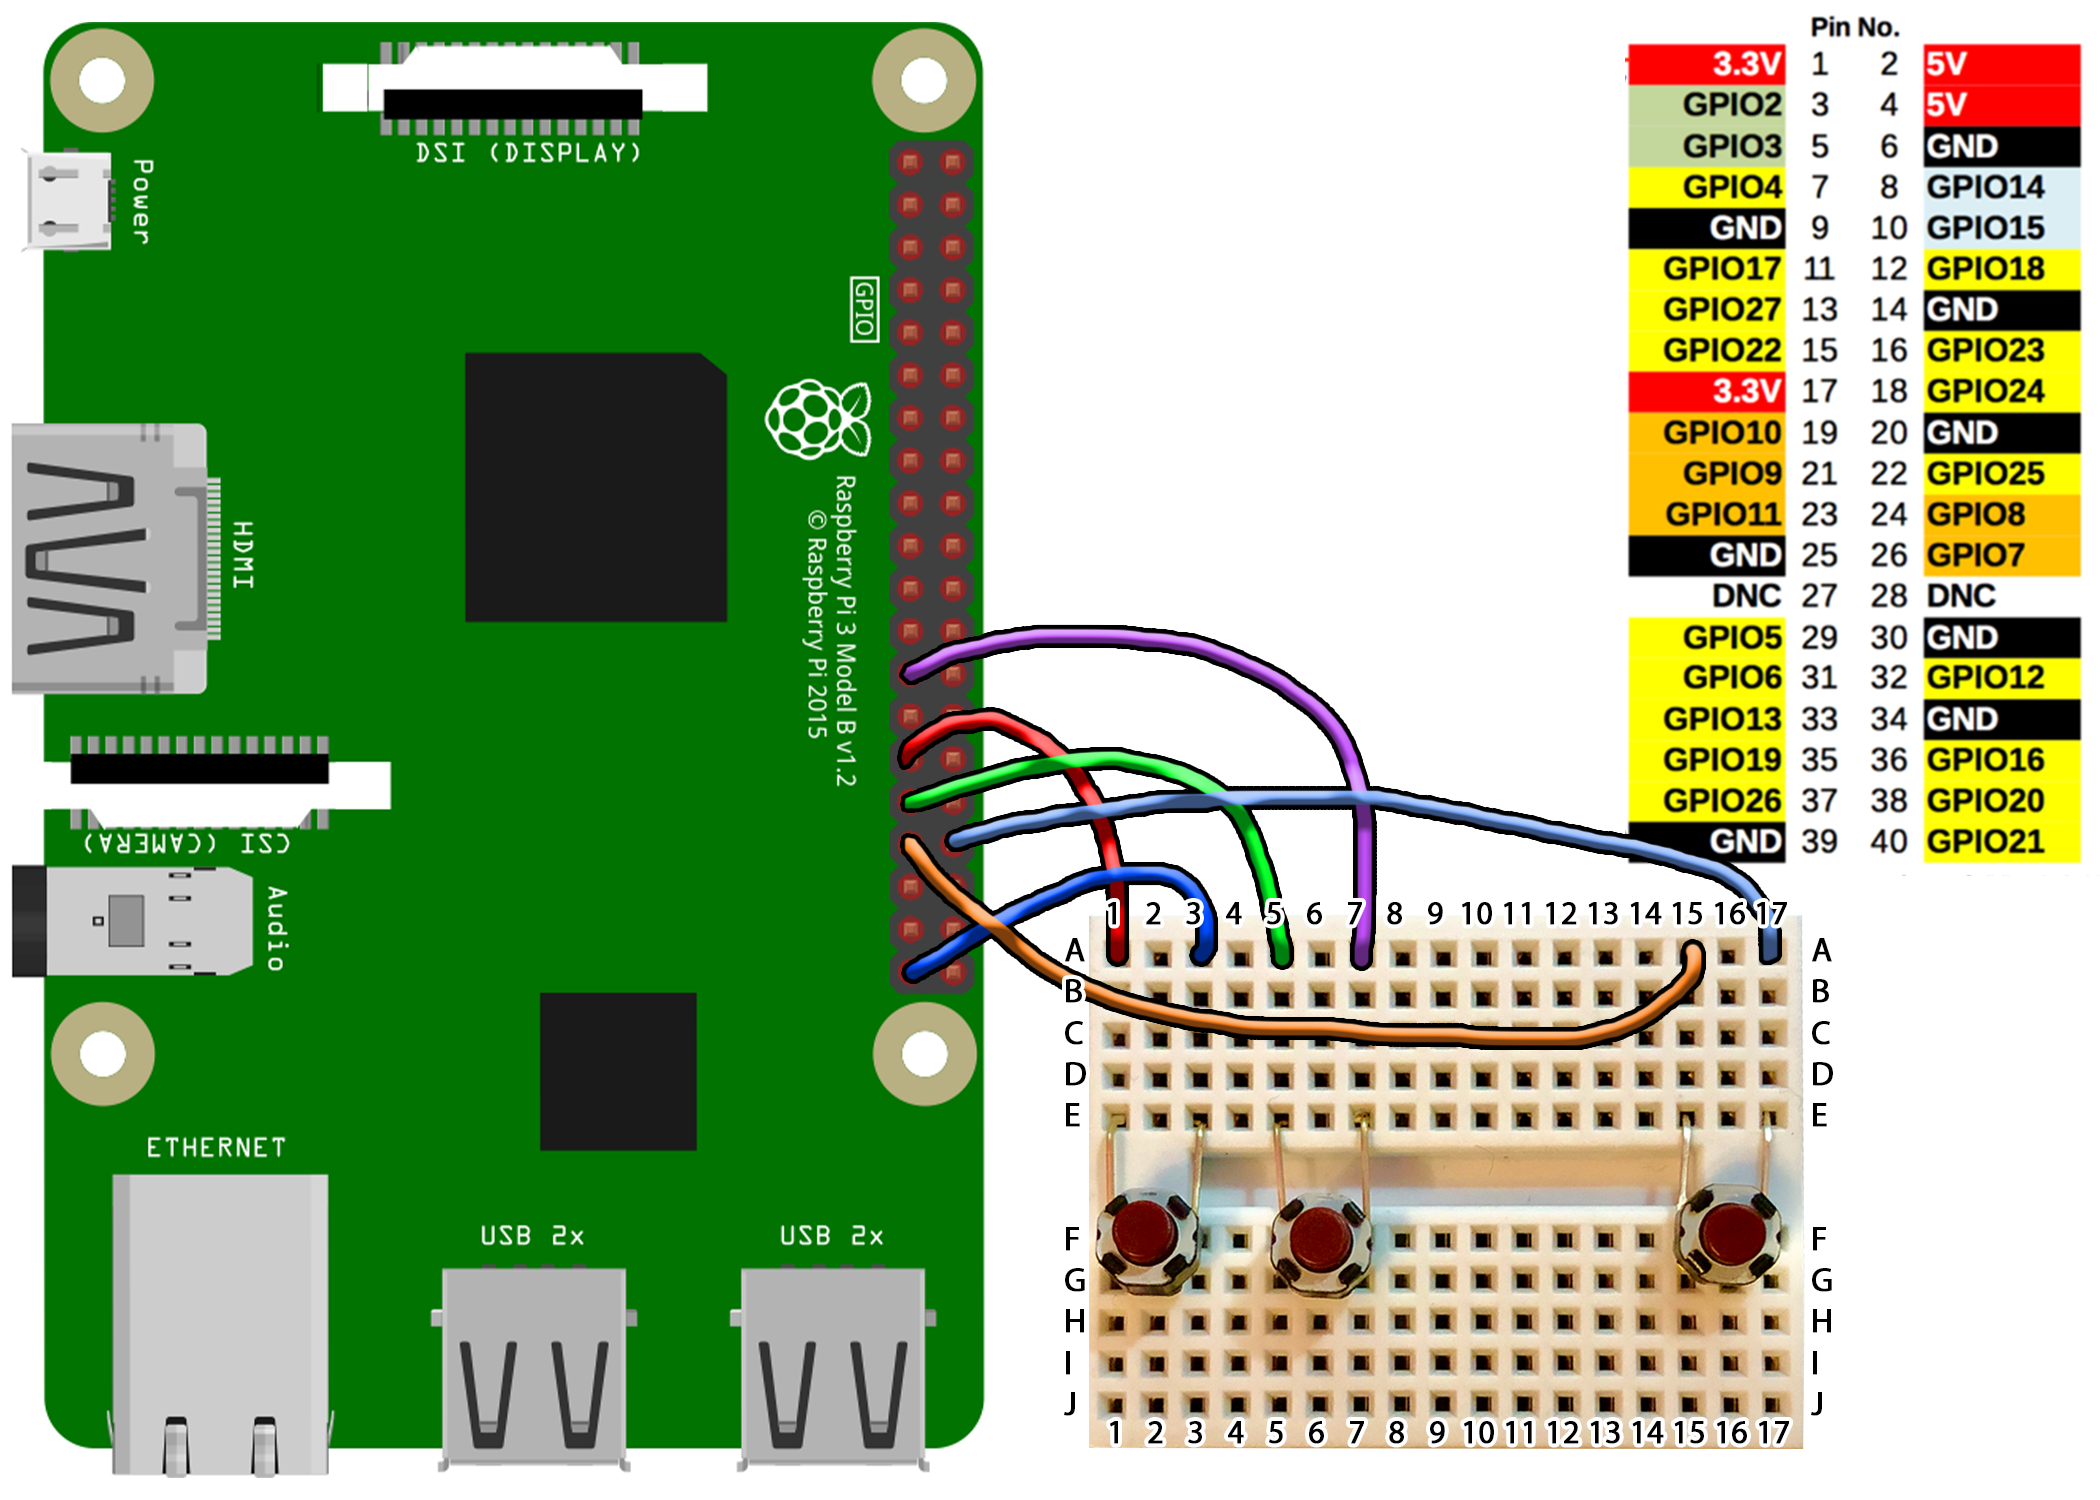 Pin No.
3.3V 1 2 5V
GPIO2 3 4 5V
GPIO3 5 6 GND
GPIO4 7 8 GPIO14
GND 9 10 GPIO15
GPIO17 11 12 GPIO18
GPIO27 13 14 GND
GPIO22 15 16 GPIO23
3.3V 17 18 GPIO24
GPIO10 19 20 GND
GPIO9 21 22 GPIO25
GPIO11 23 24 GPIO8
GND 25 26 GPIO7
DNC 27 28 DNC
GPIO5 29 30 GND
GPIO6 31 32 GPIO12
GPIO13 33 34 GND
GPIO19 35 36 GPIO16
GPIO26 37 38 GPIO20
GND 39 40 GPIO21
DSI (DISPLAY)
Power
GPIO
Raspberry Pi 3 Model B v1.2
© Raspberry Pi 2015
HDMI
CSI (CAMERA)
Audio
ETHERNET
USB 2x
USB 2x
1 2 3 4 5 6 7 8 9 10 11 12 13 14 15 16 17
A A
B B
C C
D D
E E
F F
G G
H H
I I
J J
1 2 3 4 5 6 7 8 9 10 11 12 13 14 15 16 17